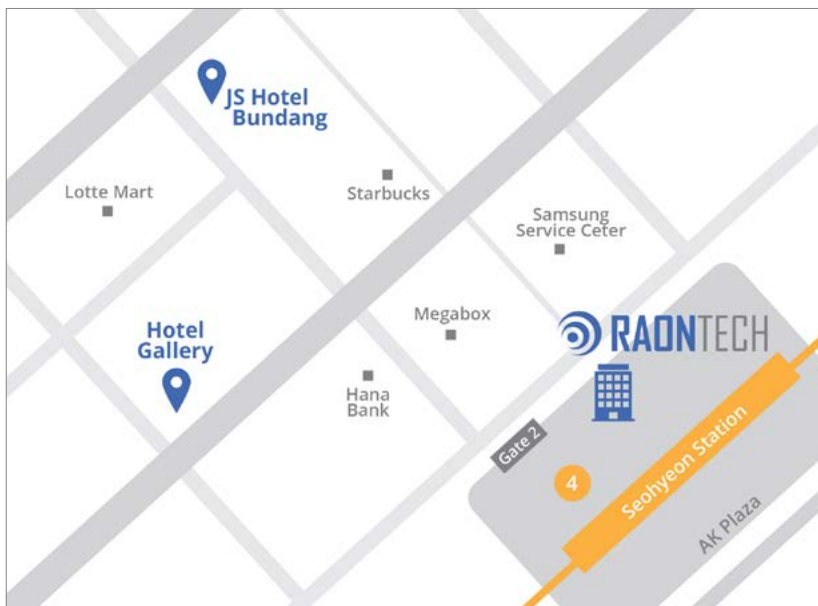 JS Hotel
Bundang
Lotte Mart
Starbucks
Samsung
Service Ceter
Hotel
Gallery
Megabox
RAONTECH
Hana
Bank
Gate 2
4
Seohyeon Station
AK Plaza